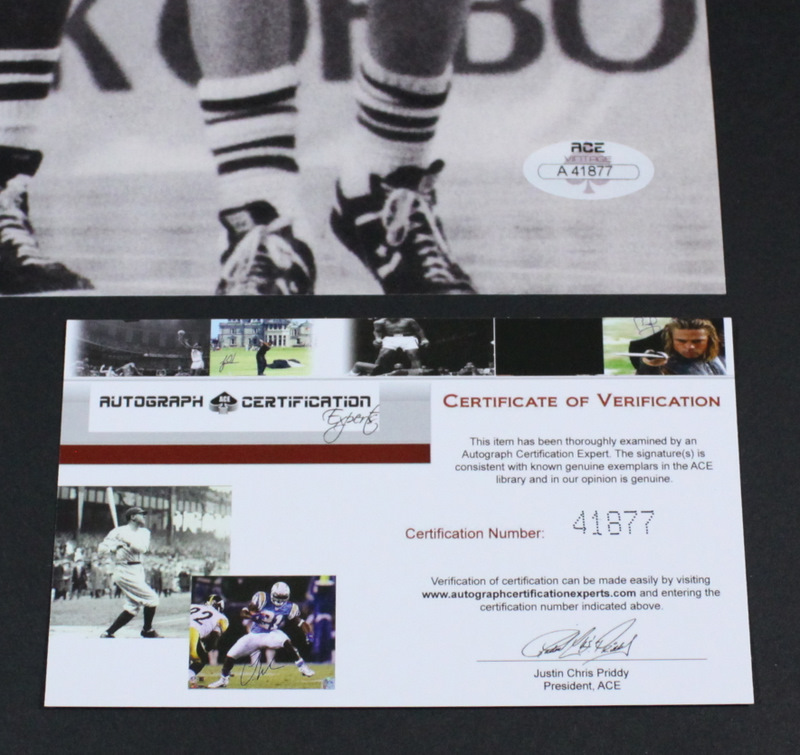 ACE
A 41877
AUTOGRAPH ACE CERTIFICATION
Experts
CERTIFICATE OF VERIFICATION
This item has been thoroughly examined by an
Autograph Certification Expert. The signature(s) is
consistent with known genuine exemplars in the ACE
library and in our opinion is genuine.
Certification Number: 41877
Verification of certification can be made easily by visiting
www.autographcertificationexperts.com and entering the
certification number indicated above.
Justin Chris Priddy
President, ACE
22